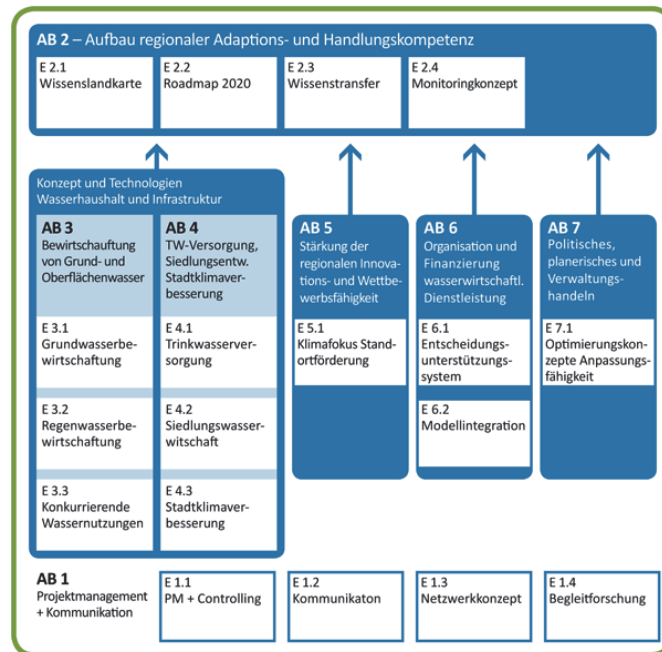 AB 2 – Aufbau regionaler Adaptions- und Handlungskompetenz
E 2.1
Wissenslandkarte
E 2.2
Roadmap 2020
E 2.3
Wissenstransfer
E 2.4
Monitoringkonzept
Konzept und Technologien
Wasserhaushalt und Infrastruktur
AB 3
Bewirtschauftung
von Grund- und
Oberflächenwasser
E 3.1
Grundwasserbe-
wirtschaftung
E 3.2
Regenwasserbe-
wirtschaftung
E 3.3
Konkurrierende
Wassernutzungen
AB 4
TW-Versorgung,
Siedlungsentw.
Stadtklimaver-
besserung
E 4.1
Trinkwasserver-
sorgung
E 4.2
Siedlungswasser-
witschaft
E 4.3
Stadtklimaver-
besserung
AB 5
Stärkung der
regionalen Innova-
tions- und Wettbe-
werbsfähigkeit
E 5.1
Klimafokus Stand-
ortförderung
AB 6
Organisation und
Finanzierung
wasserwirtschaftl.
Dienstleistung
E 6.1
Entscheidungs-
unterstützungs-
system
E 6.2
Modellintegration
AB 7
Politisches,
planerisches und
Verwaltungs-
handeln
E 7.1
Optimierungskon-
zepte Anpassungs-
fähigkeit
AB 1
Projektmanagement
+ Kommunikation
E 1.1
PM + Controlling
E 1.2
Kommunikaton
E 1.3
Netzwerkkonzept
E 1.4
Begleitforschung